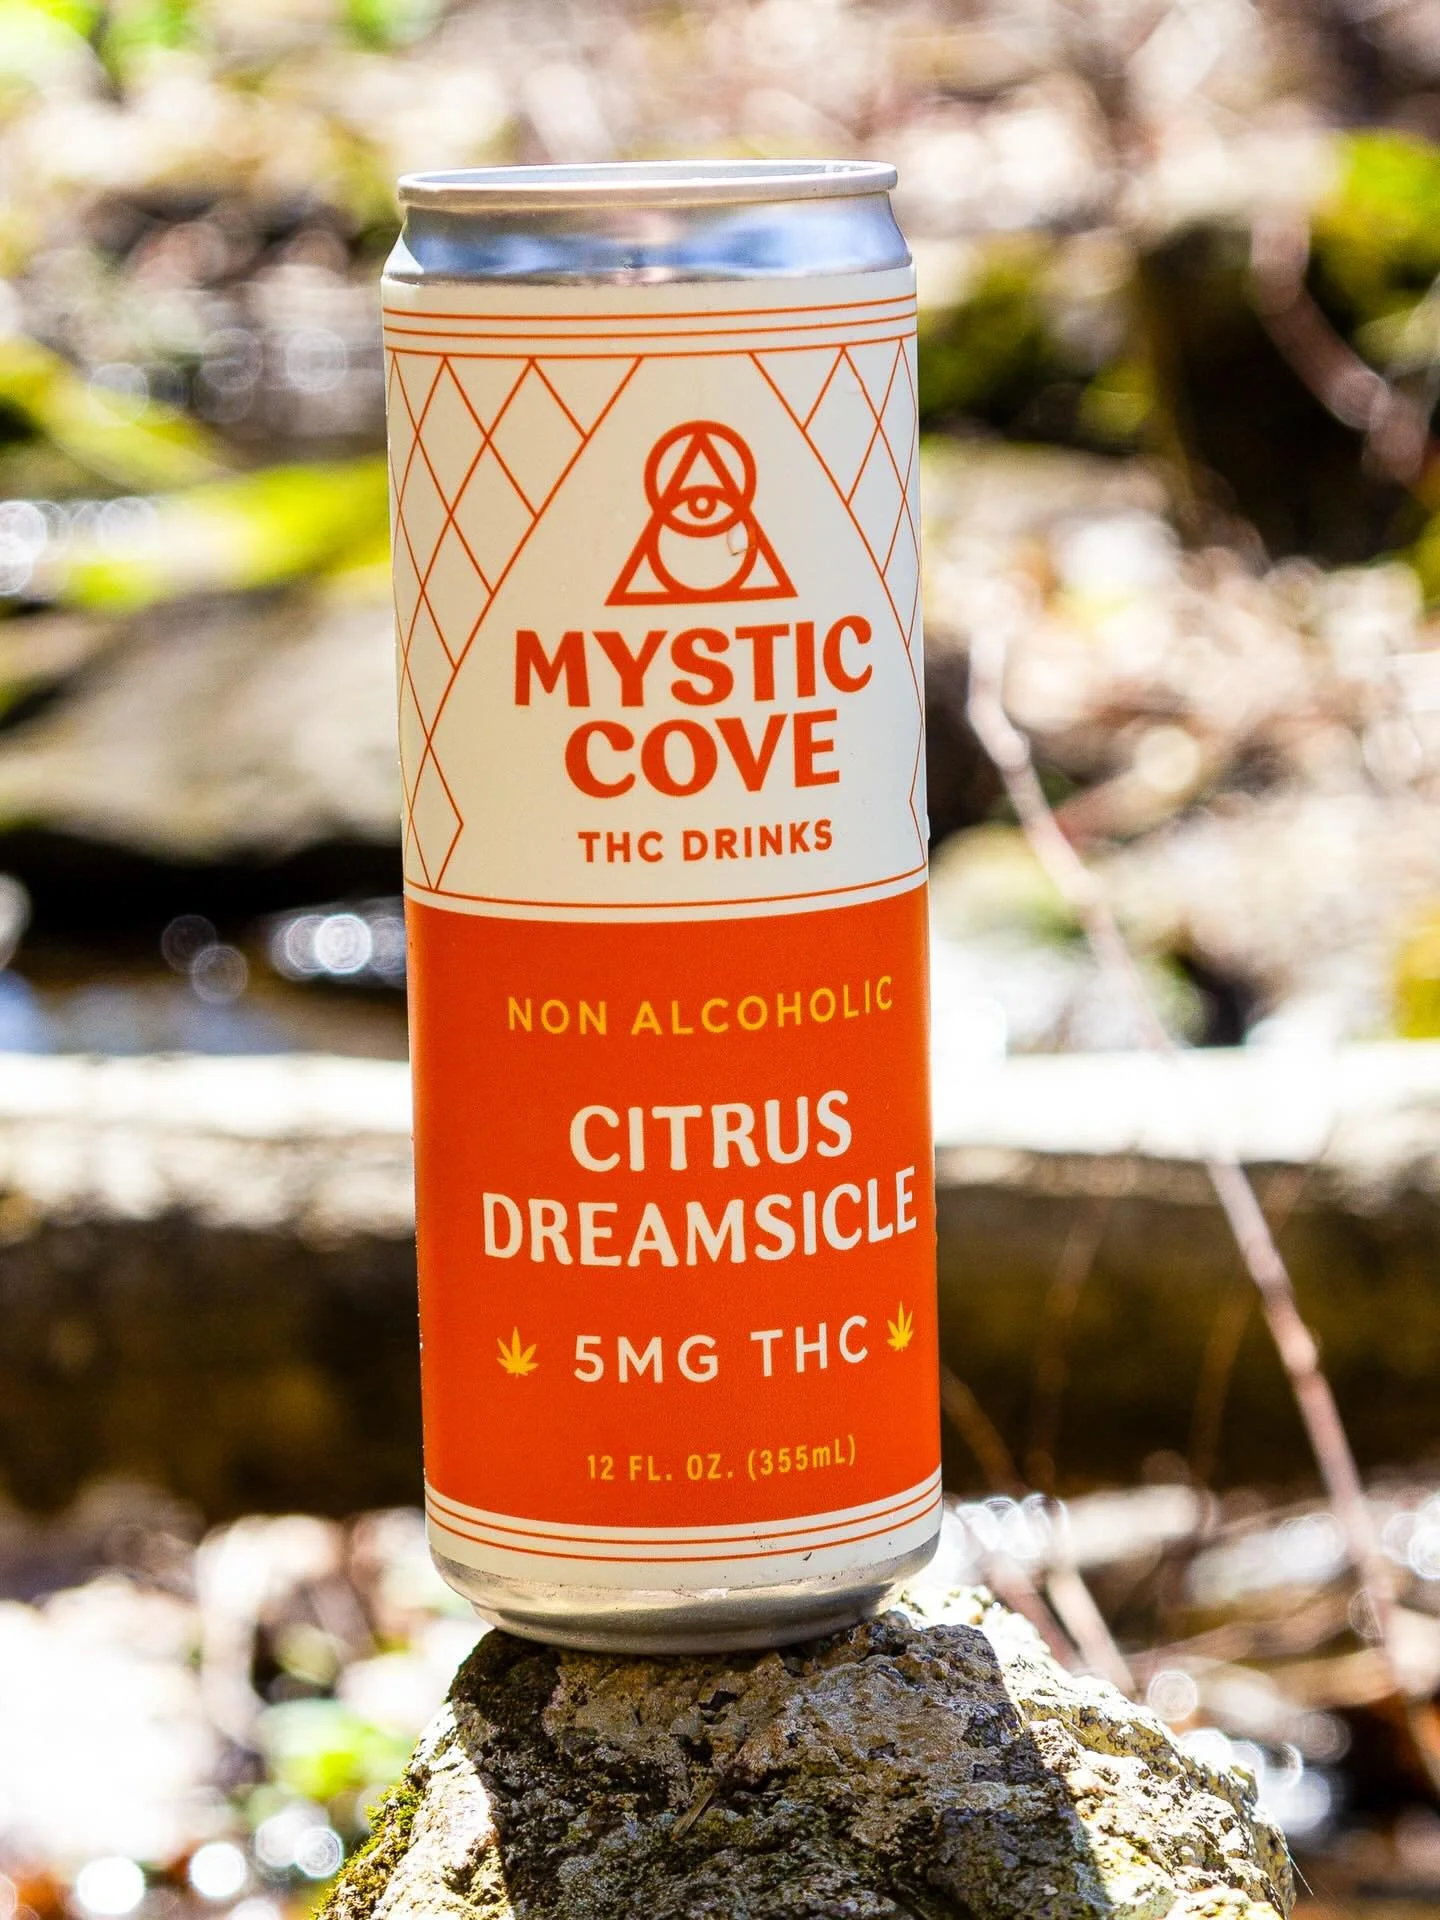 MYSTIC
COVE
THC DRINKS
NON ALCOHOLIC
CITRUS
DREAMSICLE
5MG THC
12 FL. OZ. (355mL)